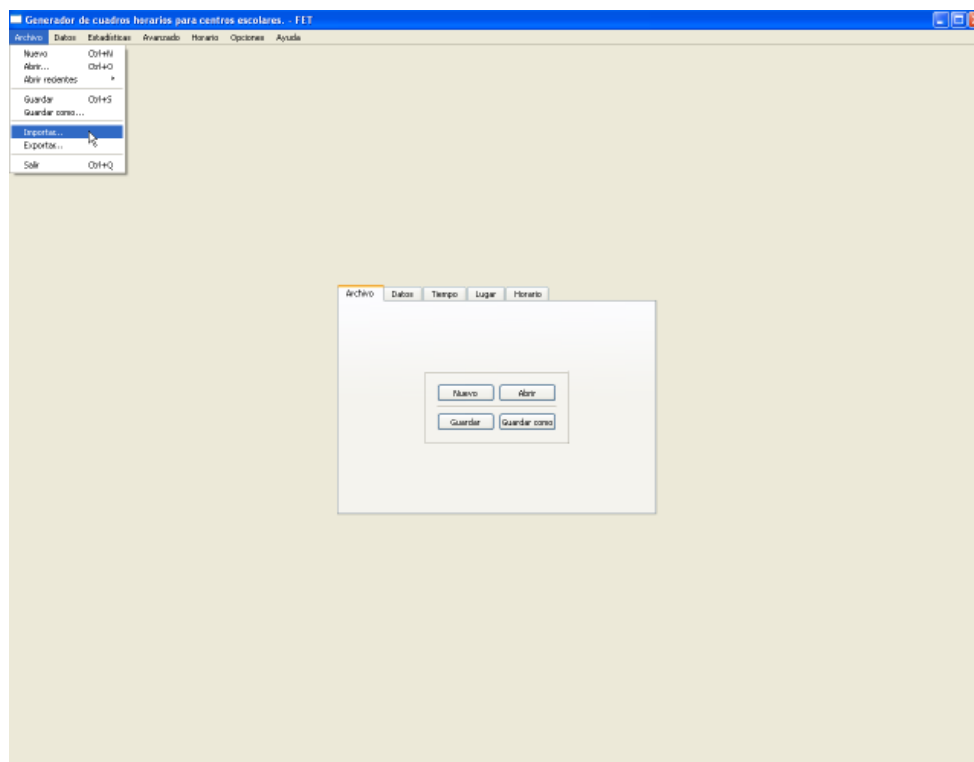 Generador de cuadros horarios para centros escolares. - FET
Archivo Datos Estadísticas Avanzado Horario Opciones Ayuda
Nuevo Ctrl+N
Abrir... Ctrl+O
Abrir recientes
Guardar Ctrl+S
Guardar como...
Importar...
Exportar...
Salir Ctrl+Q
Archivo Datos Tiempo Lugar Horario
Nuevo Abrir
Guardar Guardar como